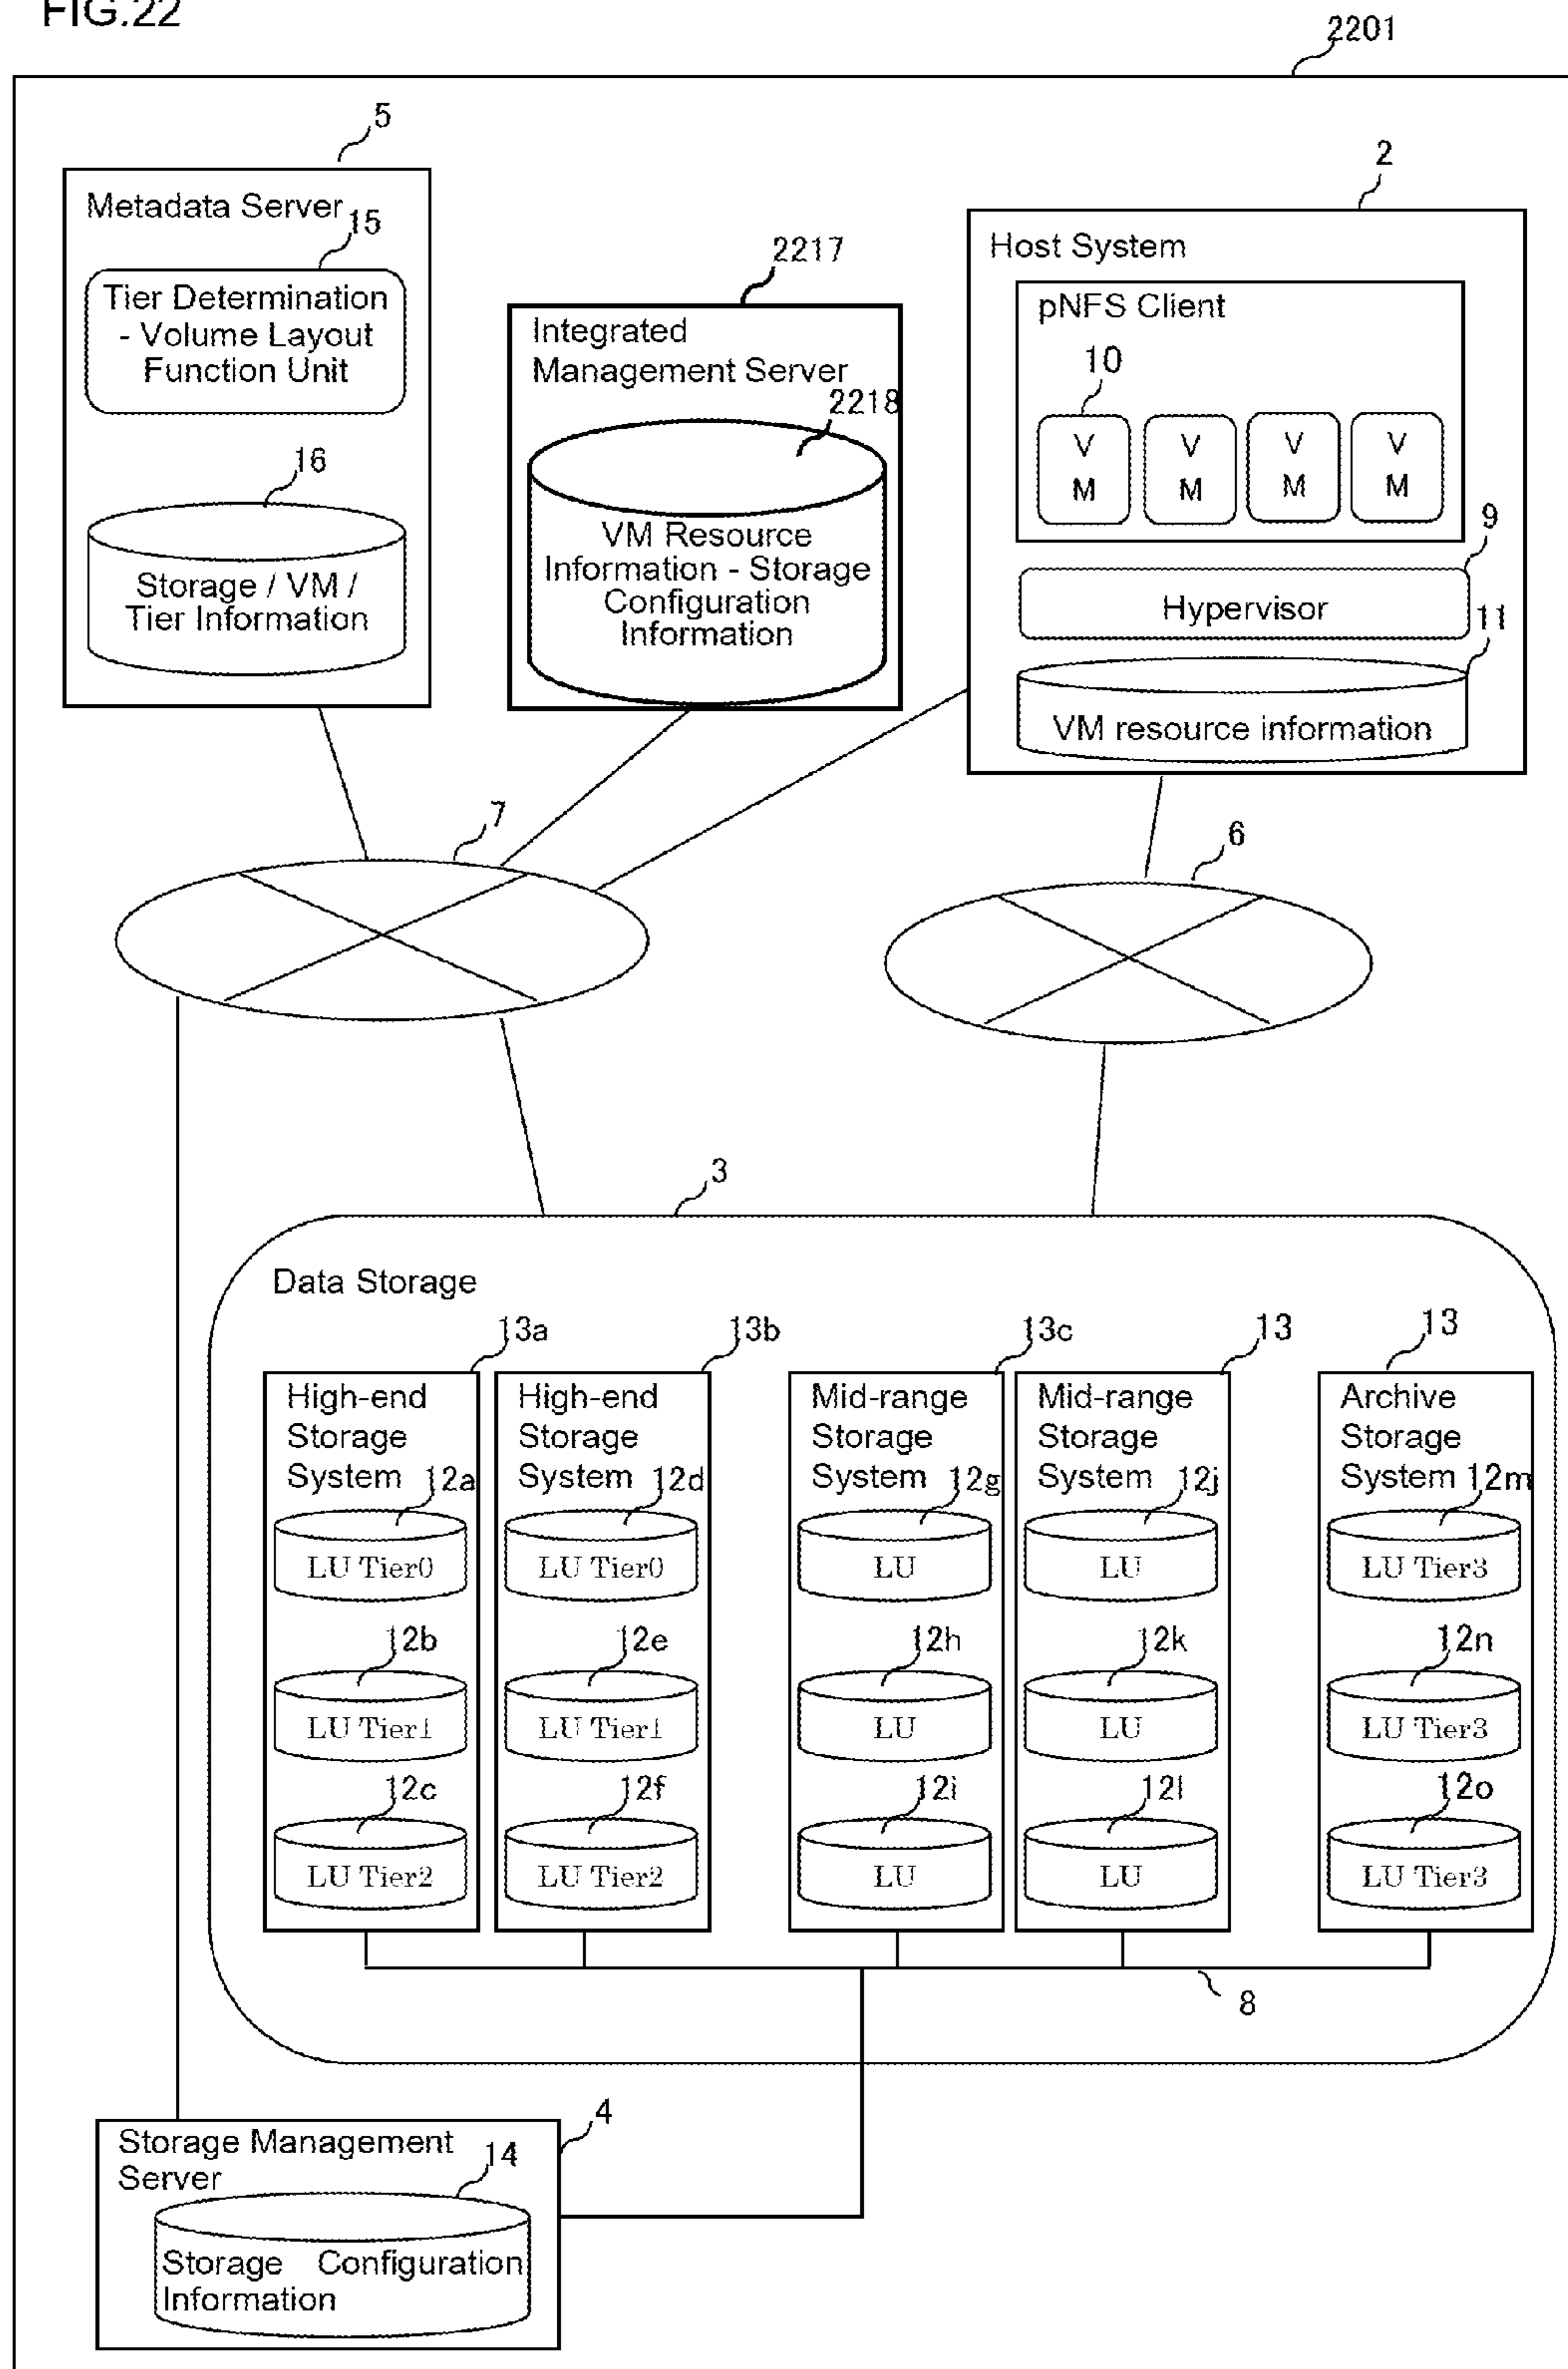 FIG.22
2201
5
Metadata Server
15
Tier Determination
- Volume Layout
Function Unit
16
Storage / VM /
Tier Information
2217
Integrated
Management Server
2218
VM Resource
Information - Storage
Configuration
Information
2
Host System
pNFS Client
10
V
M
V
M
V
M
V
M
9
Hypervisor
11
VM resource information
7
6
3
Data Storage
13a
High-end
Storage
System
12a
LU Tier0
12b
LU Tier1
12c
LU Tier2
13b
High-end
Storage
System
12d
LU Tier0
12e
LU Tier1
12f
LU Tier2
13c
Mid-range
Storage
System
12g
LU
12h
LU
12i
LU
13
Mid-range
Storage
System
12j
LU
12k
LU
12l
LU
13
Archive
Storage
System
12m
LU Tier3
12n
LU Tier3
12o
LU Tier3
8
4
Storage Management
Server
14
Storage Configuration
Information